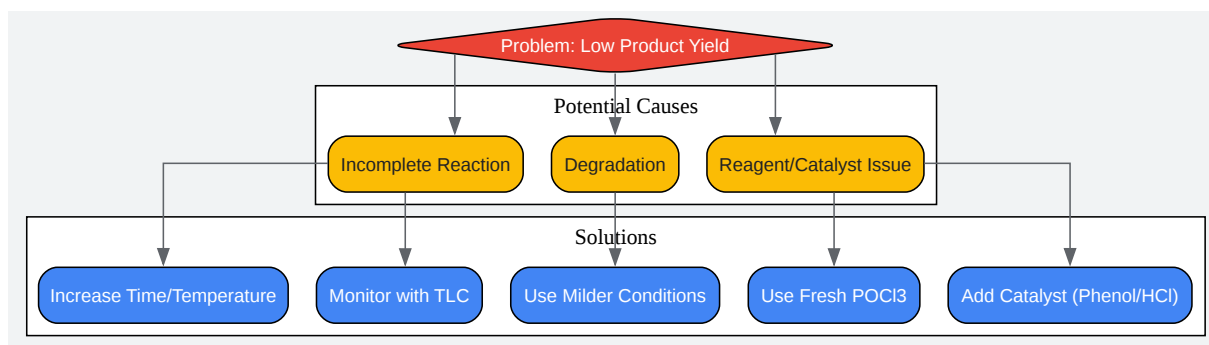 Problem: Low Product Yield
Potential Causes
Incomplete Reaction
Degradation
Reagent/Catalyst Issue
Solutions
Increase Time/Temperature
Monitor with TLC
Use Milder Conditions
Use Fresh POCl3
Add Catalyst (Phenol/HCl)